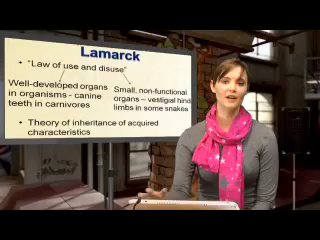 Lamarck
• "Law of use and disuse"
Well-developed organs
in organisms - canine
teeth in carnivores
Small, non-functional
organs – vestigial hind
limbs in some snakes
• Theory of inheritance of acquired
characteristics